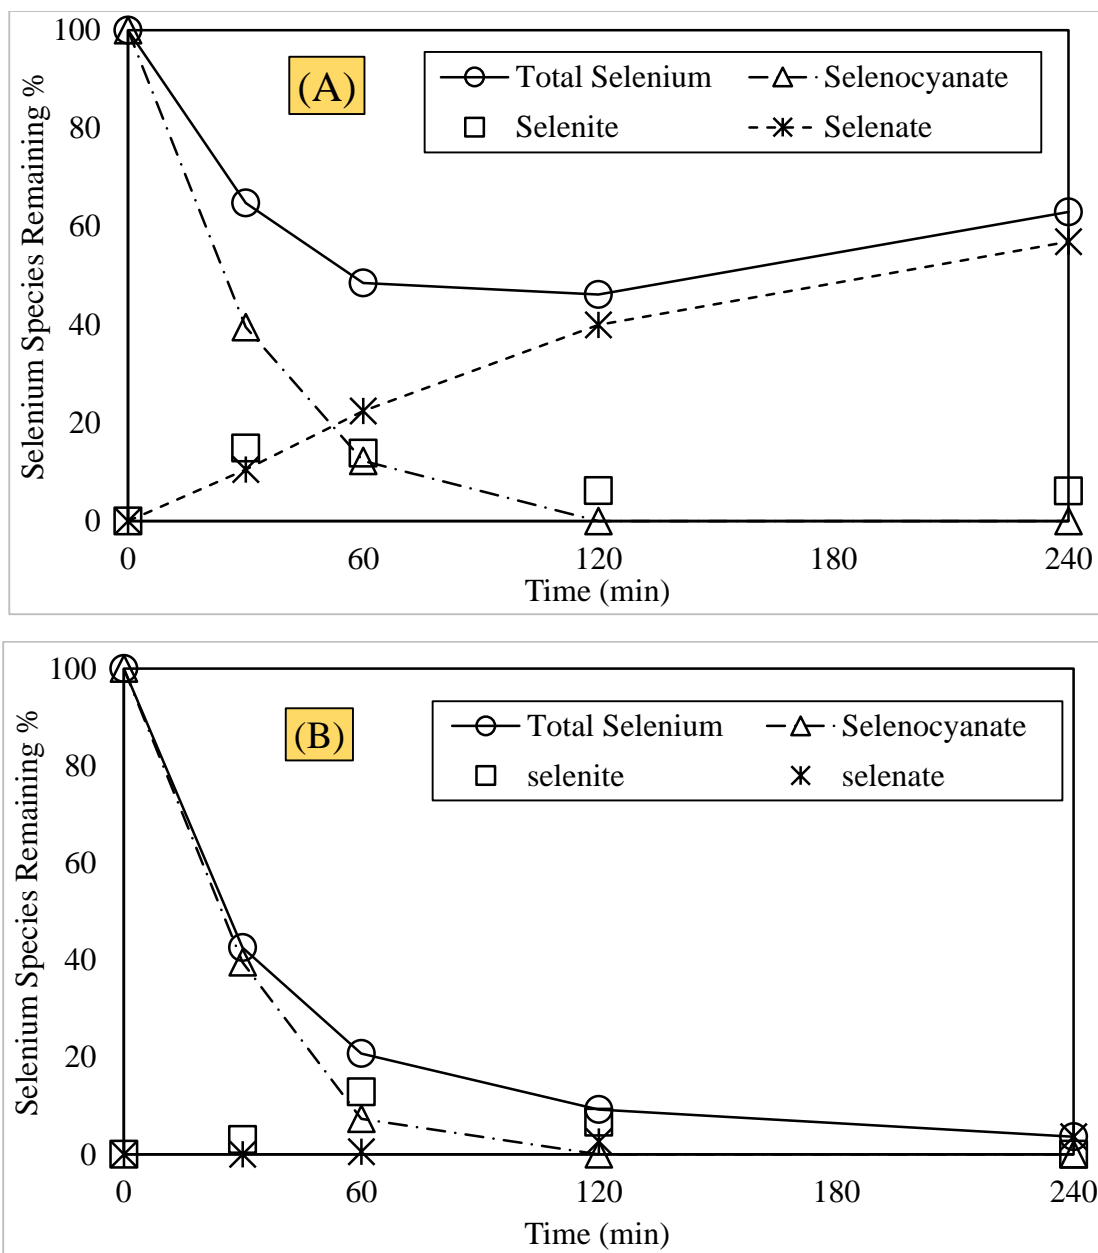 (A)
Total Selenium
Selenocyanate
Selenite
Selenate
Selenium Species Remaining %
100
80
60
40
20
0
0 60 120 180 240
Time (min)
(B)
Total Selenium
Selenocyanate
selenite
selenate
Selenium Species Remaining %
100
80
60
40
20
0
0 60 120 180 240
Time (min)